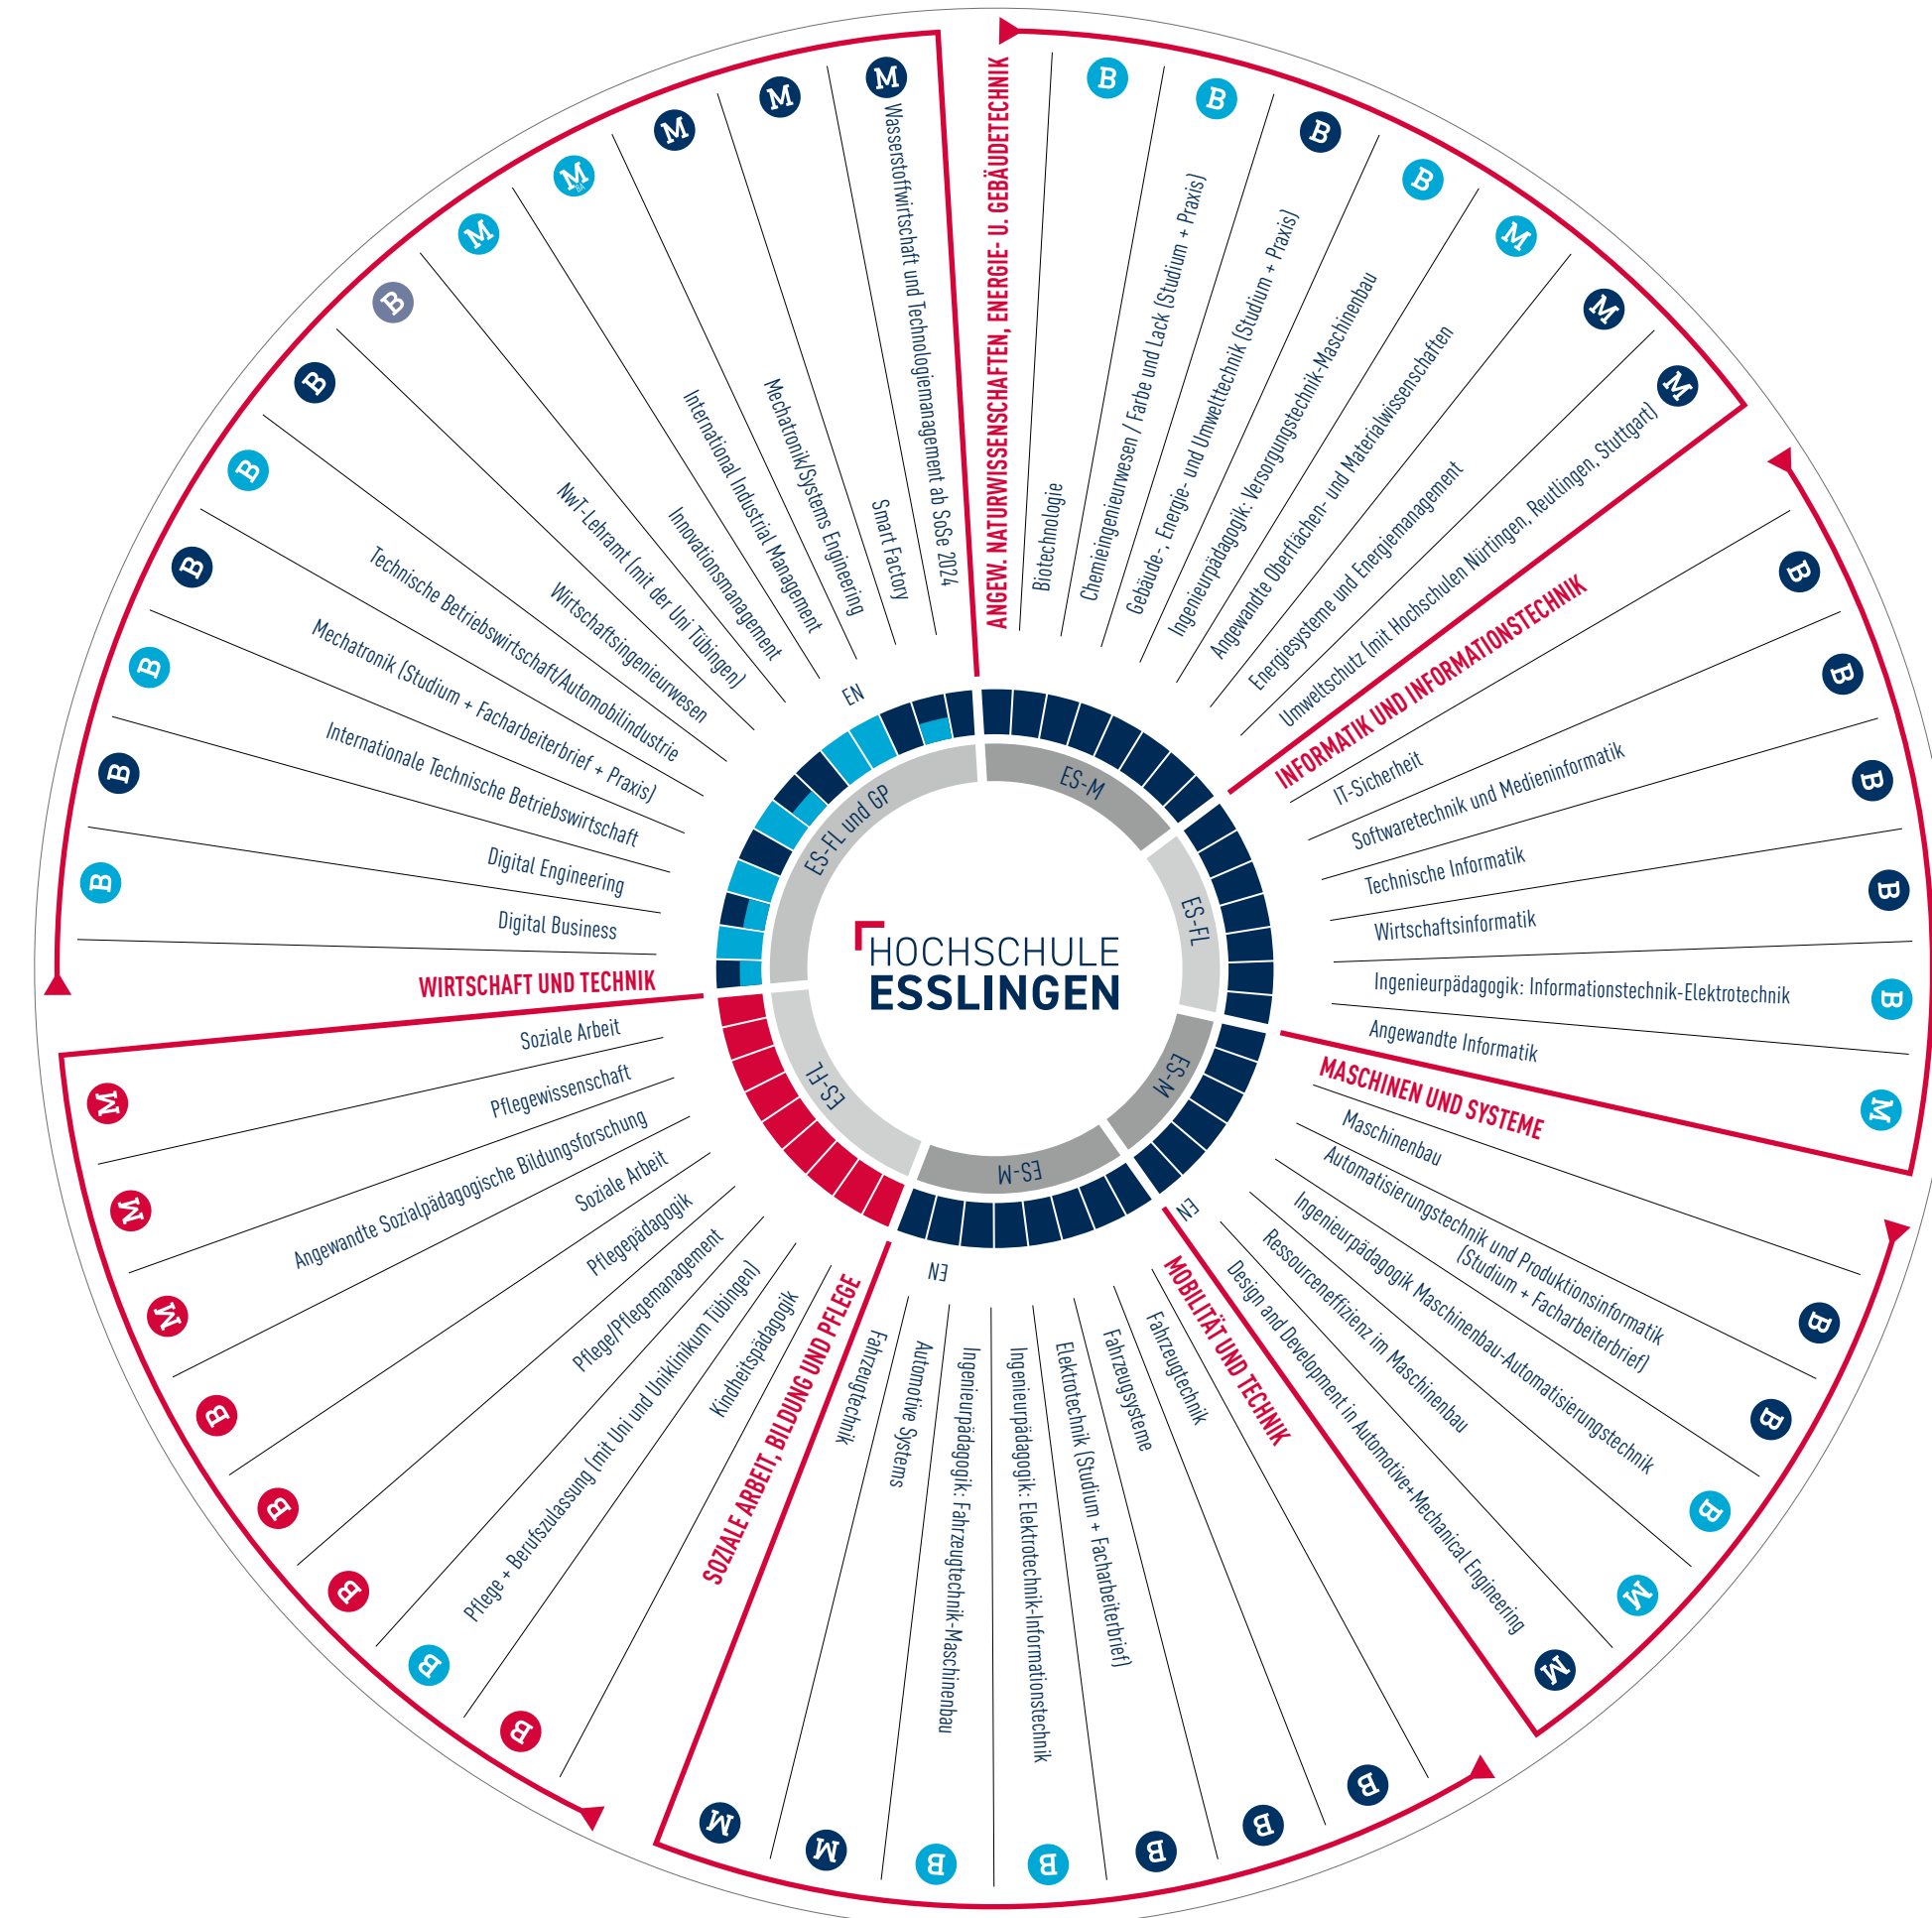 HOCHSCHULE
ESSLINGEN
ES-M
ES-FL
ES-M
ES-M
ES-FL
ES-FL und GP
ANGEW. NATURWISSENSCHAFTEN, ENERGIE- U. GEBÄUDETECHNIK
Biotechnologie
B
Chemieingenieurwesen / Farbe und Lack (Studium + Praxis)
B
Gebäude-, Energie- und Umwelttechnik (Studium + Praxis)
B
Ingenieurpädagogik: Versorgungstechnik-Maschinenbau
B
Angewandte Oberflächen- und Materialwissenschaften
M
Energiesysteme und Energiemanagement
M
Umweltschutz (mit Hochschulen Nürtingen, Reutlingen, Stuttgart)
M
INFORMATIK UND INFORMATIONSTECHNIK
IT-Sicherheit
B
Softwaretechnik und Medieninformatik
B
Technische Informatik
B
Wirtschaftsinformatik
B
Ingenieurpädagogik: Informationstechnik-Elektrotechnik
B
Angewandte Informatik
M
MASCHINEN UND SYSTEME
Maschinenbau
B
Automatisierungstechnik und Produktionsinformatik
(Studium + Facharbeiterbrief)
B
Ingenieurpädagogik Maschinenbau-Automatisierungstechnik
B
Ressourceneffizienz im Maschinenbau
M
EN
Design and Development in Automotive+Mechanical Engineering
M
MOBILITÄT UND TECHNIK
Fahrzeugtechnik
B
Fahrzeugsysteme
B
Elektrotechnik (Studium + Facharbeiterbrief)
B
Ingenieurpädagogik: Elektrotechnik-Informationstechnik
B
Ingenieurpädagogik: Fahrzeugtechnik-Maschinenbau
B
EN
Automotive Systems
M
Fahrzeugtechnik
M
SOZIALE ARBEIT, BILDUNG UND PFLEGE
Kindheitspädagogik
B
Pflege + Berufszulassung (mit Uni und Uniklinikum Tübingen)
B
Pflege/Pflegemanagement
B
Pflegepädagogik
B
Soziale Arbeit
B
Angewandte Sozialpädagogische Bildungsforschung
M
Pflegewissenschaft
M
Soziale Arbeit
M
WIRTSCHAFT UND TECHNIK
Digital Business
B
Digital Engineering
B
Internationale Technische Betriebswirtschaft
B
Mechatronik (Studium + Facharbeiterbrief + Praxis)
B
Technische Betriebswirtschaft/Automobilindustrie
B
Wirtschaftsingenieurwesen
B
NwT-Lehramt (mit der Uni Tübingen)
B
Innovationsmanagement
M
EN
International Industrial Management
M
BA
Mechatronik/Systems Engineering
M
Smart Factory
M
Wasserstoffwirtschaft und Technologiemanagement ab SoSe 2024
M